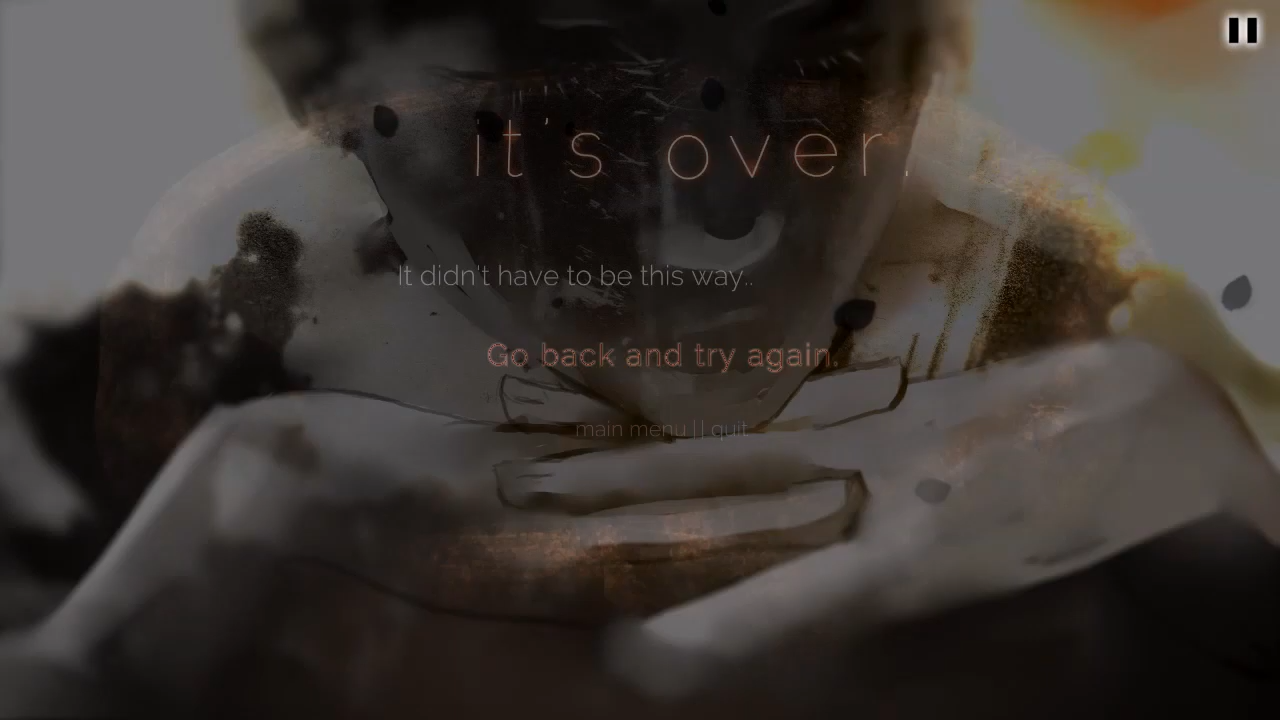 it's over.
It didn't have to be this way..
Go back and try again.
main menu || quit